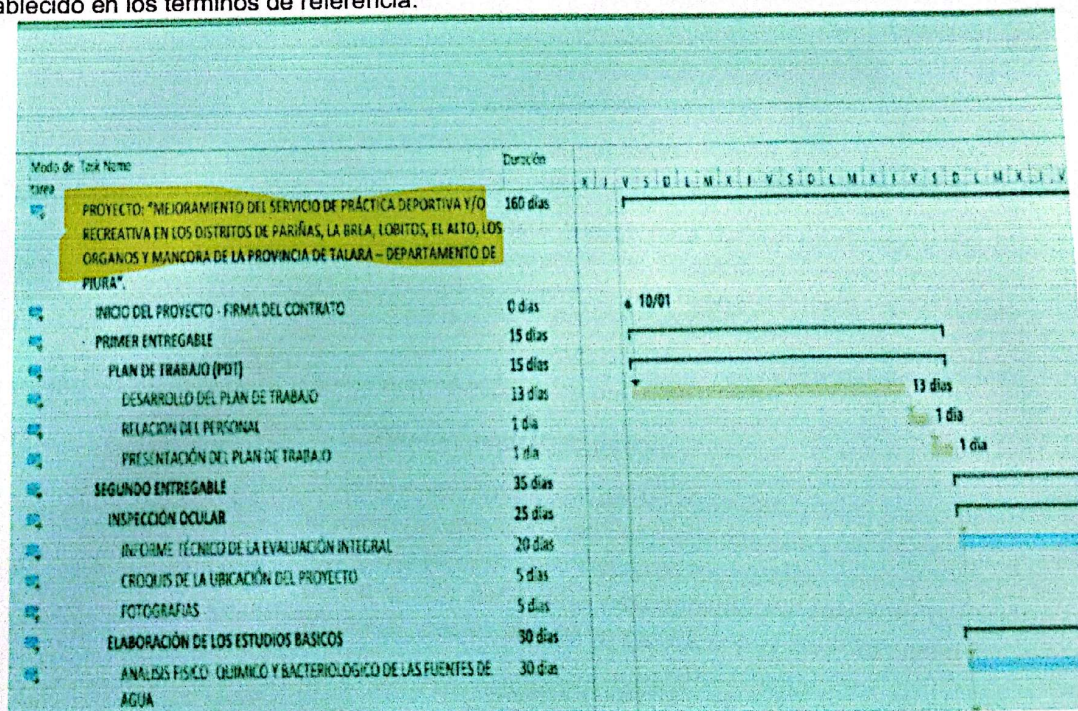 ablecido en los términos de referencia.
Modo de Task Name Duración
tarea
X J V S D L M X J V S D L M X J V S D L M X J V
PROYECTO: "MEJORAMIENTO DEL SERVICIO DE PRÁCTICA DEPORTIVA Y/O 160 días
RECREATIVA EN LOS DISTRITOS DE PARIÑAS, LA BREA, LOBITOS, EL ALTO, LOS
ORGANOS Y MANCORA DE LA PROVINCIA DE TALARA – DEPARTAMENTO DE
PIURA".
INICIO DEL PROYECTO - FIRMA DEL CONTRATO 0 días 10/01
PRIMER ENTREGABLE 15 días
PLAN DE TRABAJO (PDT) 15 días
DESARROLLO DEL PLAN DE TRABAJO 13 días 13 días
RELACION DEL PERSONAL 1 día 1 día
PRESENTACIÓN DEL PLAN DE TRABAJO 1 día 1 día
SEGUNDO ENTREGABLE 35 días
INSPECCIÓN OCULAR 25 días
INFORME TÉCNICO DE LA EVALUACIÓN INTEGRAL 20 días
CROQUIS DE LA UBICACIÓN DEL PROYECTO 5 días
FOTOGRAFIAS 5 días
ELABORACIÓN DE LOS ESTUDIOS BASICOS 30 días
ANALISIS FISICO QUIMICO Y BACTERIOLOGICO DE LAS FUENTES DE 30 días
AGUA